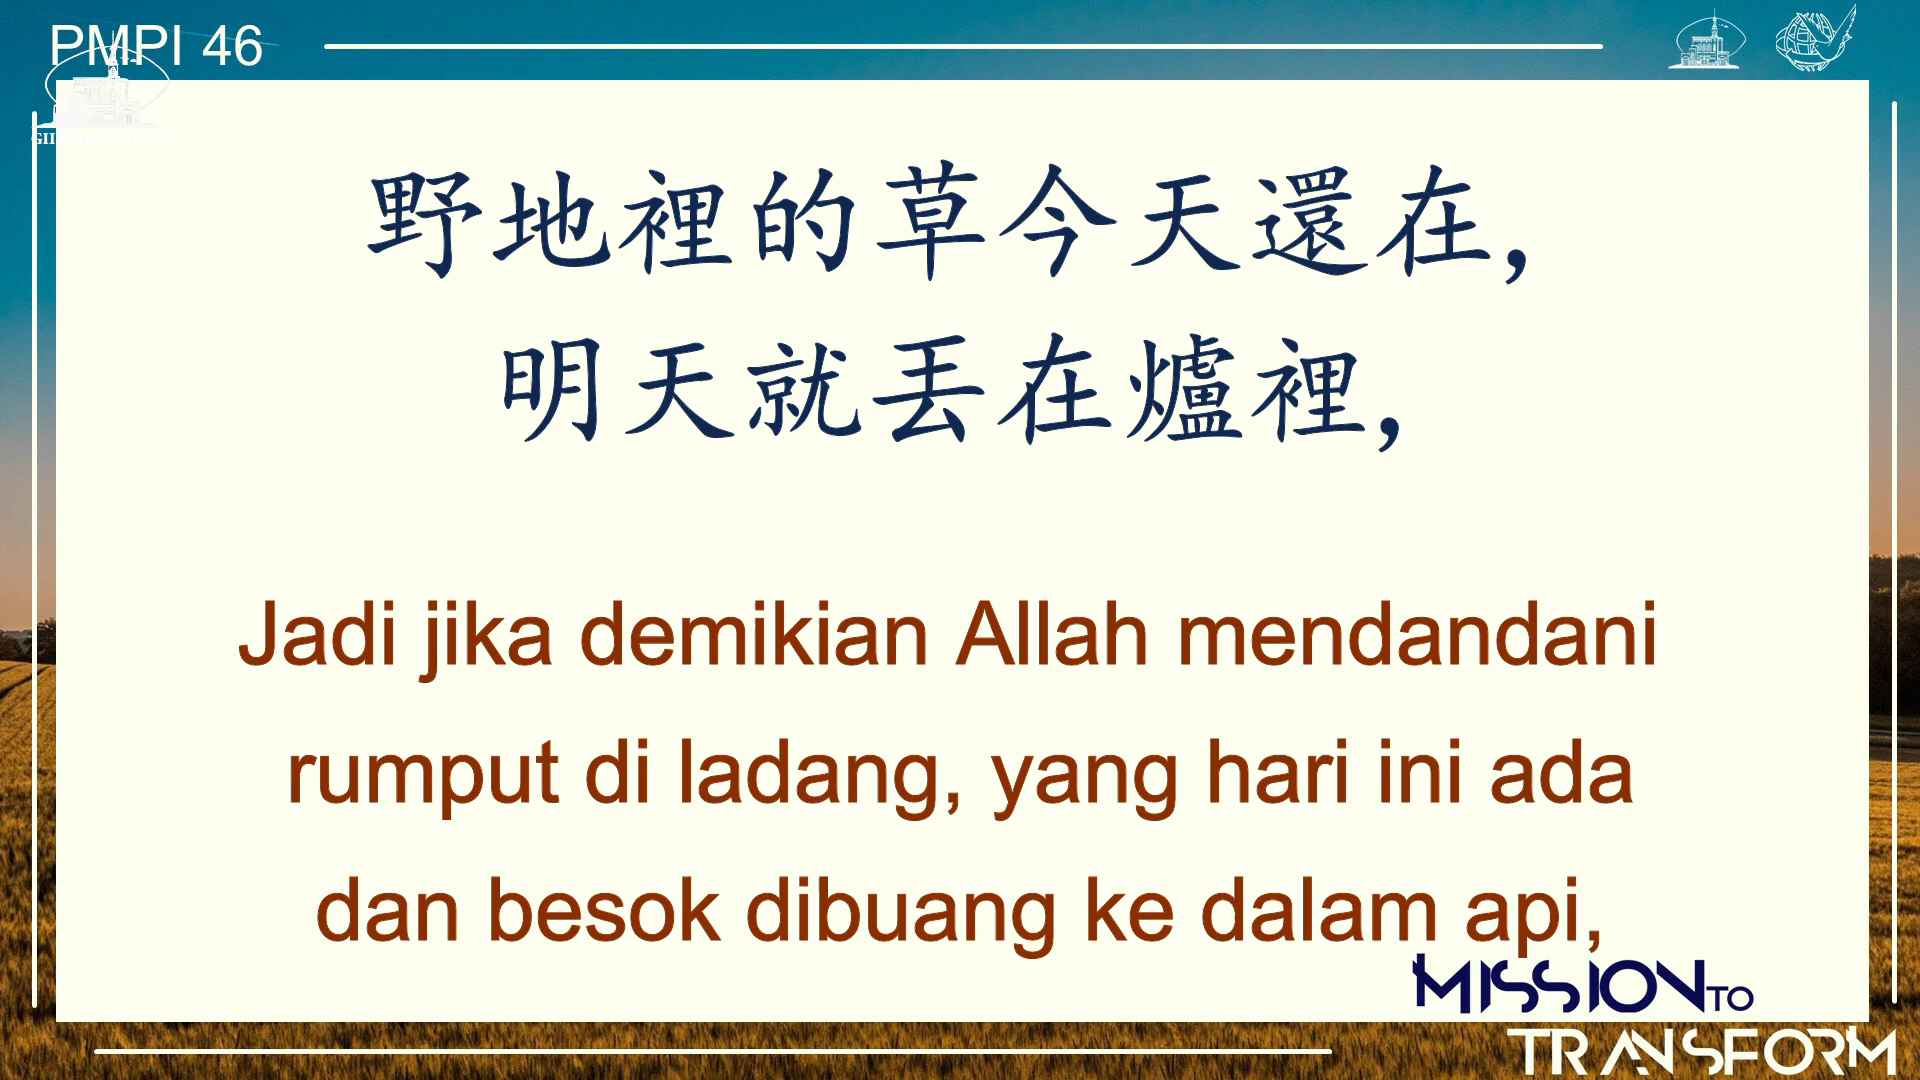 PMPI 46
野地裡的草今天還在,
明天就丟在爐裡,
Jadi jika demikian Allah mendandani
rumput di ladang, yang hari ini ada
dan besok dibuang ke dalam api,
MISSION TO
TRANSFORM